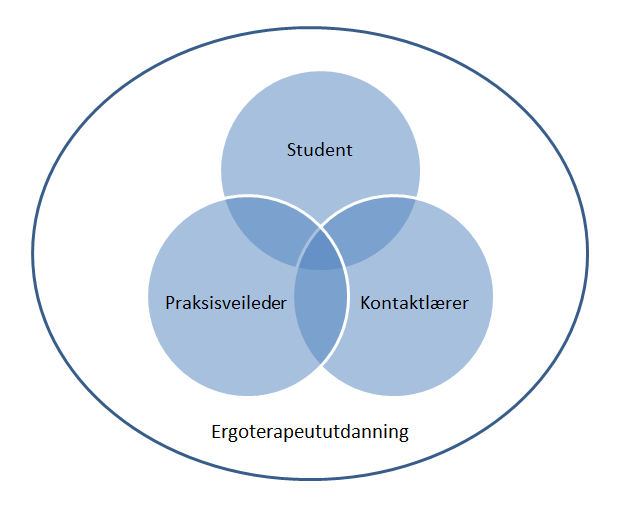 Student
Praksisveileder
Kontaktlærer
Ergoterapeututdanning